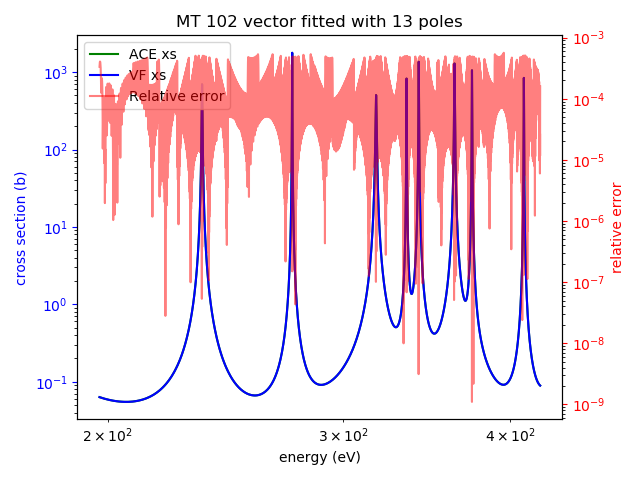 MT 102 vector fitted with 13 poles
ACE xs
VF xs
Relative error
cross section (b)
10³
10²
10¹
10⁰
10⁻¹
10⁻³
10⁻⁴
10⁻⁵
10⁻⁶
10⁻⁷
10⁻⁸
10⁻⁹
relative error
2 × 10² 3 × 10² 4 × 10²
energy (eV)